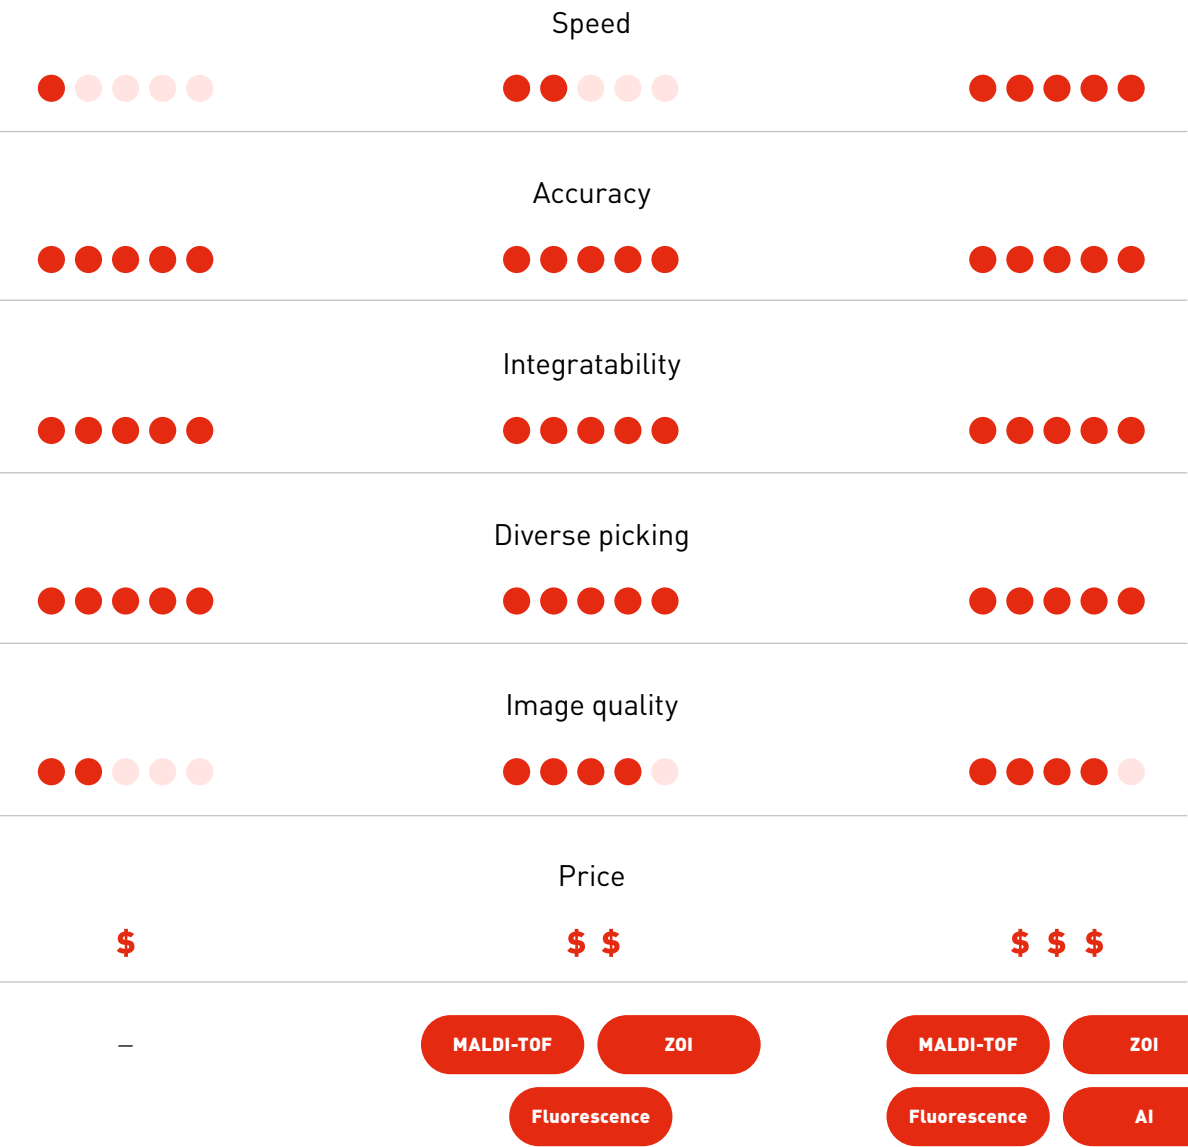 Speed
Accuracy
Integratability
Diverse picking
Image quality
Price
$ $ $ $ $ $
– MALDI-TOF ZOI MALDI-TOF ZOI
Fluorescence Fluorescence AI